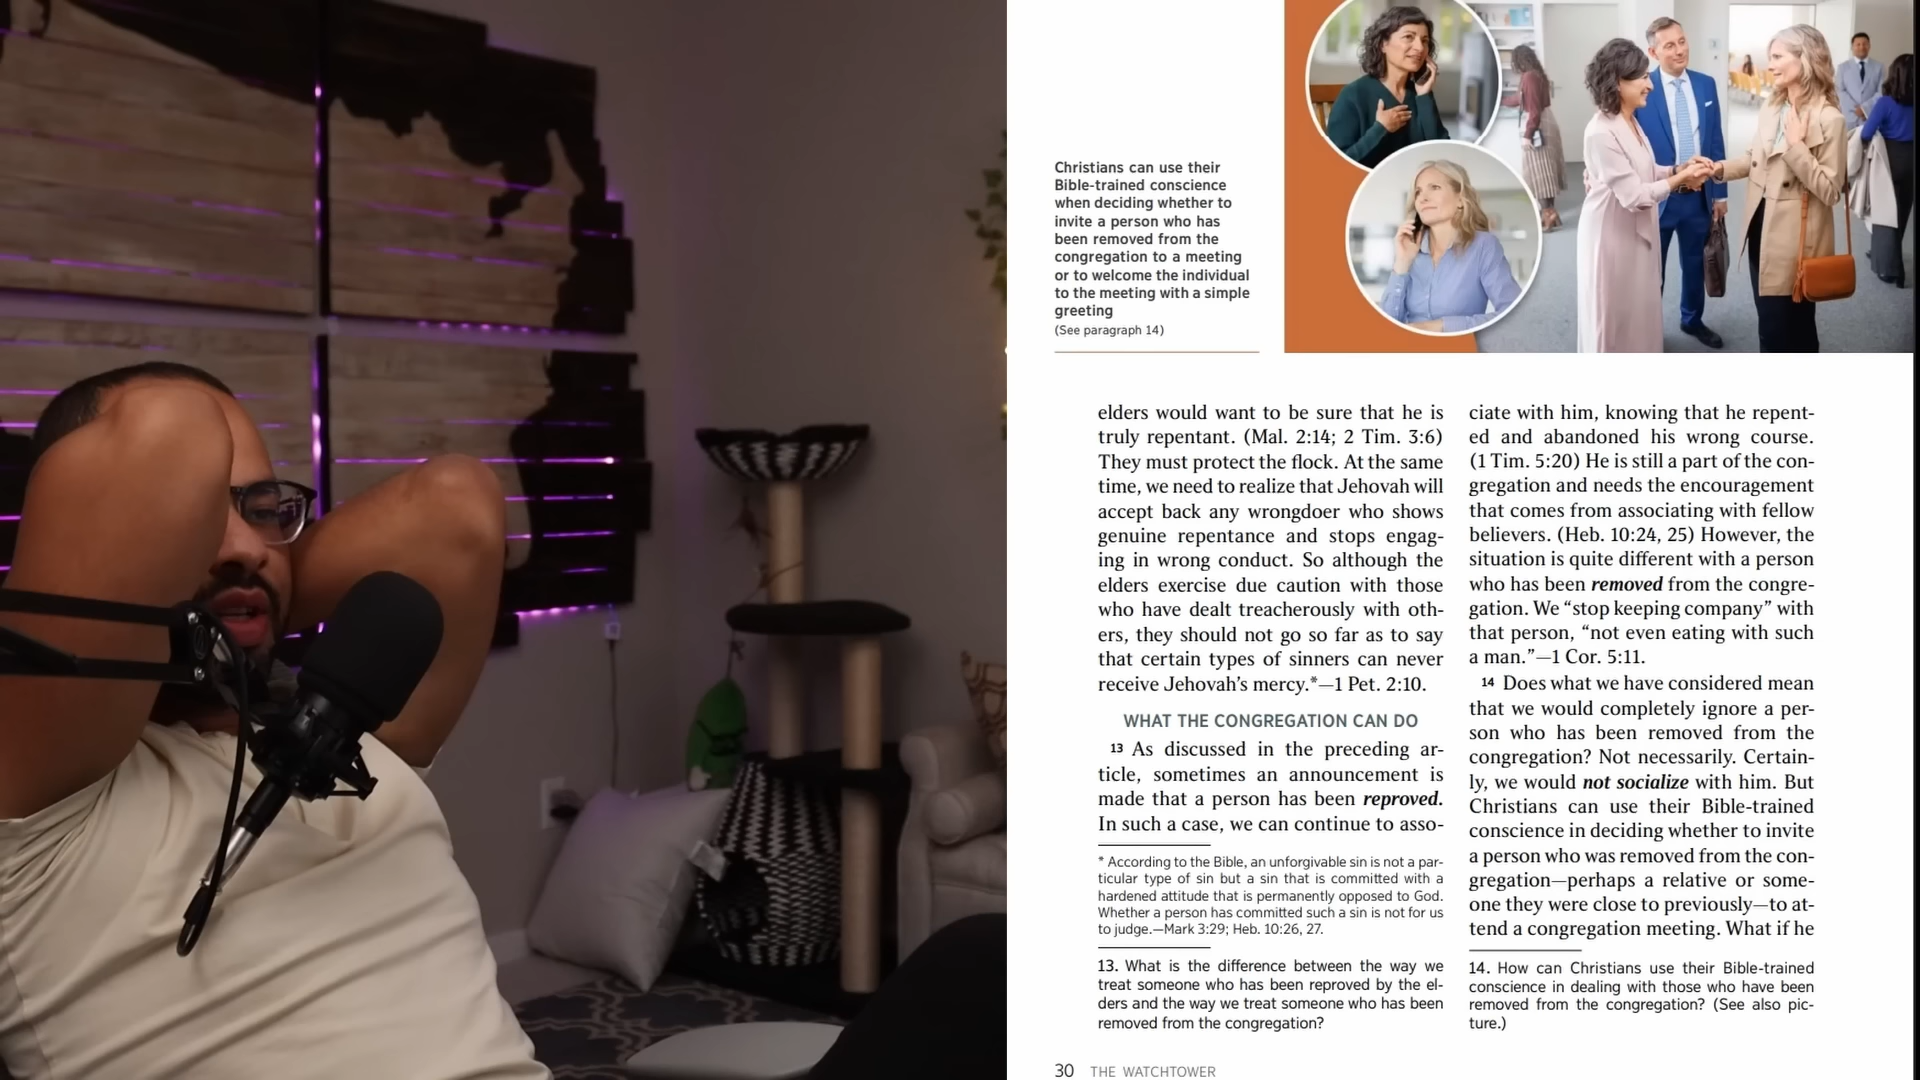 Christians can use their
Bible-trained conscience
when deciding whether to
invite a person who has
been removed from the
congregation to a meeting
or to welcome the individual
to the meeting with a simple
greeting
(See paragraph 14)
elders would want to be sure that he is
truly repentant. (Mal. 2:14; 2 Tim. 3:6)
They must protect the flock. At the same
time, we need to realize that Jehovah will
accept back any wrongdoer who shows
genuine repentance and stops engag-
ing in wrong conduct. So although the
elders exercise due caution with those
who have dealt treacherously with oth-
ers, they should not go so far as to say
that certain types of sinners can never
receive Jehovah's mercy.*—1 Pet. 2:10.
WHAT THE CONGREGATION CAN DO
13 As discussed in the preceding ar-
ticle, sometimes an announcement is
made that a person has been reproved.
In such a case, we can continue to asso-
* According to the Bible, an unforgivable sin is not a par-
ticular type of sin but a sin that is committed with a
hardened attitude that is permanently opposed to God.
Whether a person has committed such a sin is not for us
to judge.—Mark 3:29; Heb. 10:26, 27.
13. What is the difference between the way we
treat someone who has been reproved by the el-
ders and the way we treat someone who has been
removed from the congregation?
ciate with him, knowing that he repent-
ed and abandoned his wrong course.
(1 Tim. 5:20) He is still a part of the con-
gregation and needs the encouragement
that comes from associating with fellow
believers. (Heb. 10:24, 25) However, the
situation is quite different with a person
who has been removed from the congre-
gation. We “stop keeping company” with
that person, “not even eating with such
a man.”—1 Cor. 5:11.
14 Does what we have considered mean
that we would completely ignore a per-
son who has been removed from the
congregation? Not necessarily. Certain-
ly, we would not socialize with him. But
Christians can use their Bible-trained
conscience in deciding whether to invite
a person who was removed from the con-
gregation—perhaps a relative or some-
one they were close to previously—to at-
tend a congregation meeting. What if he
14. How can Christians use their Bible-trained
conscience in dealing with those who have been
removed from the congregation? (See also pic-
ture.)
30 THE WATCHTOWER